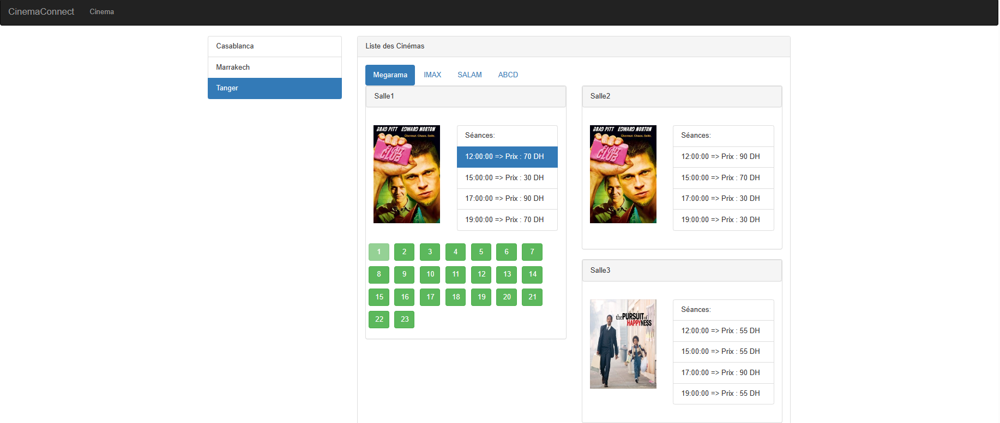 CinemaConnect Cinema
Casablanca
Marrakech
Tanger
Liste des Cinémas
Megarama IMAX SALAM ABCD
Salle1
BRAD PITT EDWARD NORTON
Übermut. Chaos. Seife.
FIGHT
CLUB
Séances:
12:00:00 => Prix : 70 DH
15:00:00 => Prix : 30 DH
17:00:00 => Prix : 90 DH
19:00:00 => Prix : 70 DH
1 2 3 4 5 6 7
8 9 10 11 12 13 14
15 16 17 18 19 20 21
22 23
Salle2
BRAD PITT EDWARD NORTON
Übermut. Chaos. Seife.
FIGHT
CLUB
Séances:
12:00:00 => Prix : 90 DH
15:00:00 => Prix : 70 DH
17:00:00 => Prix : 30 DH
19:00:00 => Prix : 30 DH
Salle3
the PURSUIT of
HAPPYNESS
Séances:
12:00:00 => Prix : 55 DH
15:00:00 => Prix : 55 DH
17:00:00 => Prix : 90 DH
19:00:00 => Prix : 55 DH